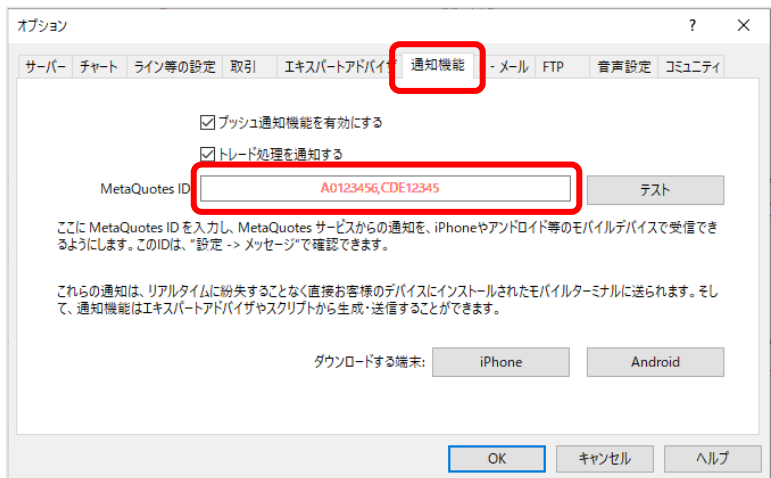 オプション
? ×
サーバー チャート ライン等の設定 取引 エキスパートアドバイザ 通知機能 - メール FTP 音声設定 コミュニティ
プッシュ通知機能を有効にする
トレード処理を通知する
MetaQuotes ID A0123456,CDE12345 テスト
ここに MetaQuotes ID を入力し、MetaQuotes サービスからの通知を、iPhoneやアンドロイド等のモバイルデバイスで受信でき
るようにします。このIDは、"設定 -> メッセージ"で確認できます。
これらの通知は、リアルタイムに紛失することなく直接お客様のデバイスにインストールされたモバイルターミナルに送られます。そし
て、通知機能はエキスパートアドバイザやスクリプトから生成・送信することができます。
ダウンロードする端末: iPhone Android
OK キャンセル ヘルプ